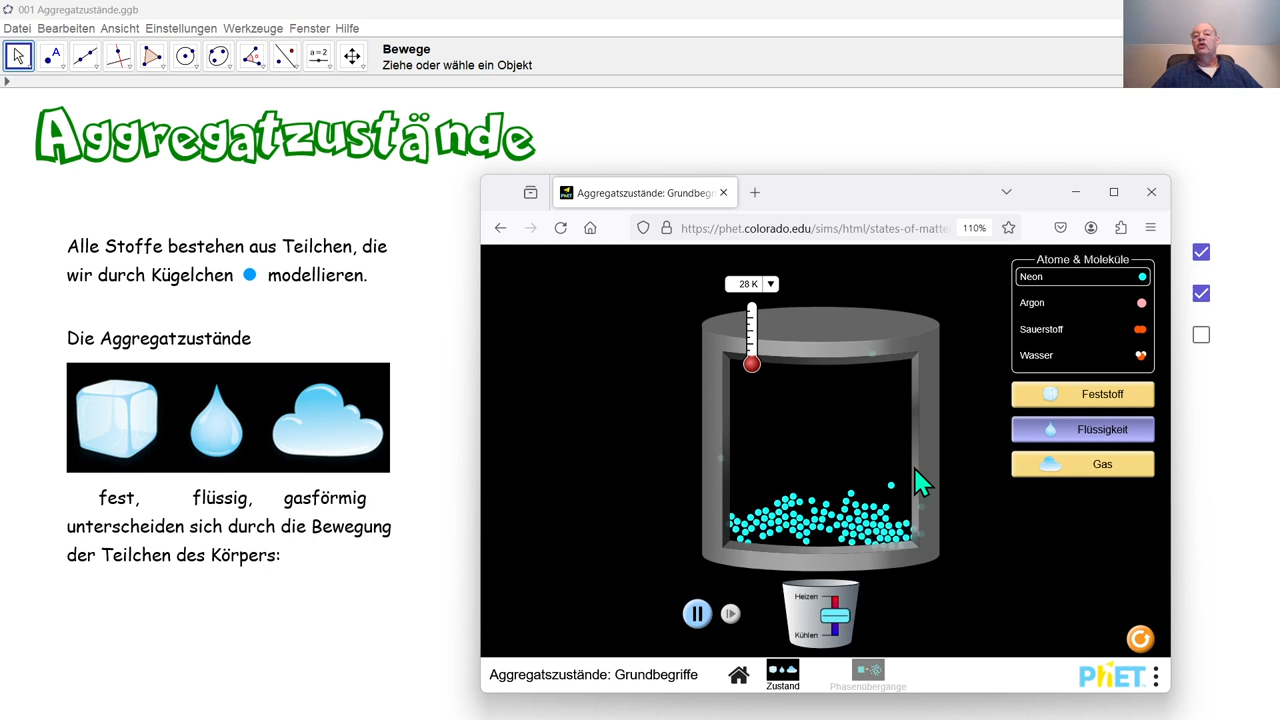 001 Aggregatzustände.ggb
Datei Bearbeiten Ansicht Einstellungen Werkzeuge Fenster Hilfe
A
a=2
Bewege
Ziehe oder wähle ein Objekt
Aggregatzustände
Alle Stoffe bestehen aus Teilchen, die
wir durch Kügelchen modellieren.
Die Aggregatzustände
fest, flüssig, gasförmig
unterscheiden sich durch die Bewegung
der Teilchen des Körpers:
Aggregatszustände: Grundbegr
https://phet.colorado.edu/sims/html/states-of-matte
110%
28 K
Atome & Moleküle
Neon
Argon
Sauerstoff
Wasser
Feststoff
Flüssigkeit
Gas
Heizen
Kühlen
Aggregatszustände: Grundbegriffe
Zustand
Phasenübergänge
PhET